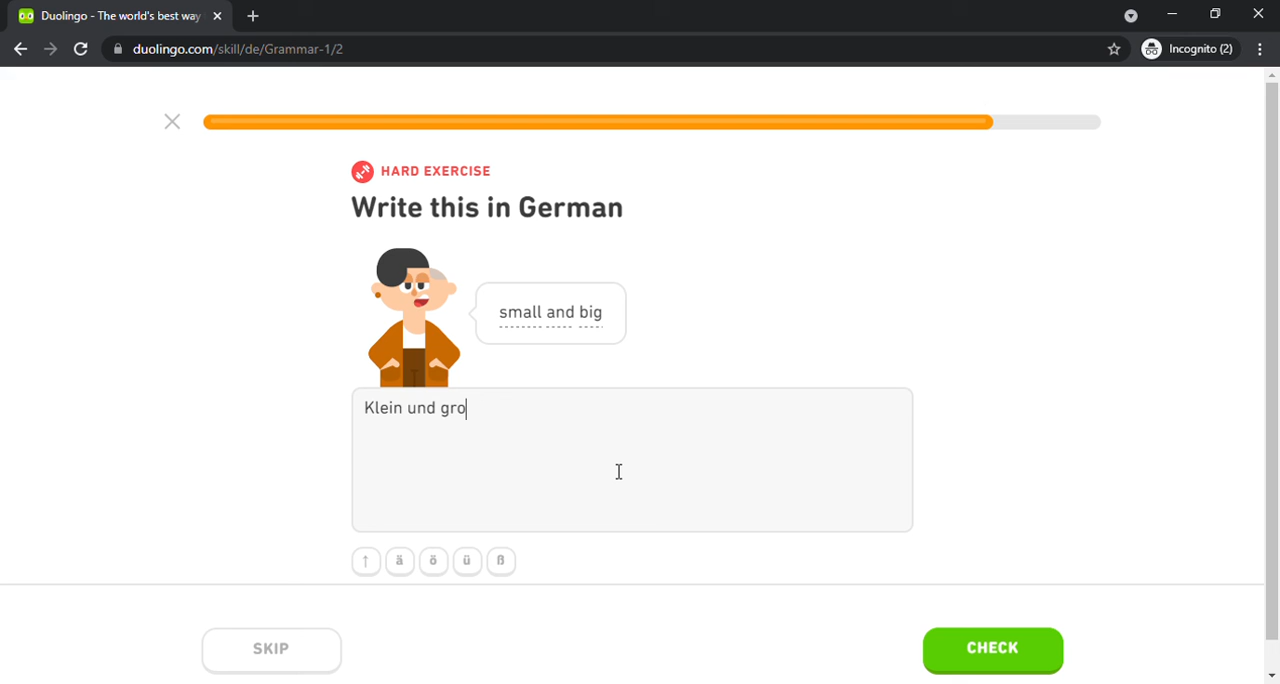 Duolingo - The world's best way
duolingo.com/skill/de/Grammar-1/2
Incognito (2)
HARD EXERCISE
Write this in German
small and big
Klein und gro
↑ ä ö ü ß
SKIP
CHECK